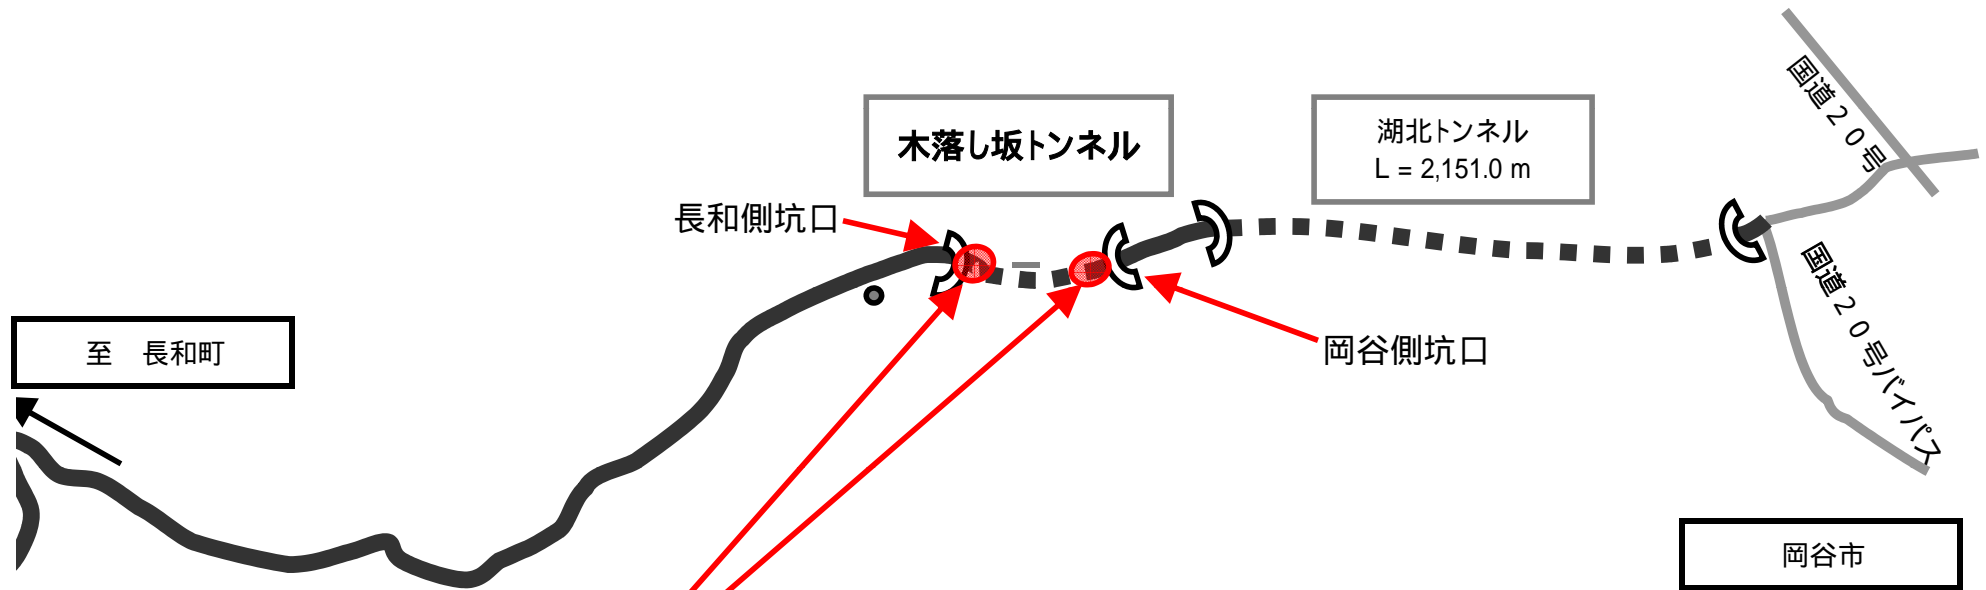 木落し坂トンネル
湖北トンネル
L = 2,151.0 m
国道２０号
長和側坑口
国道２０号バイパス
至　長和町
岡谷側坑口
岡谷市